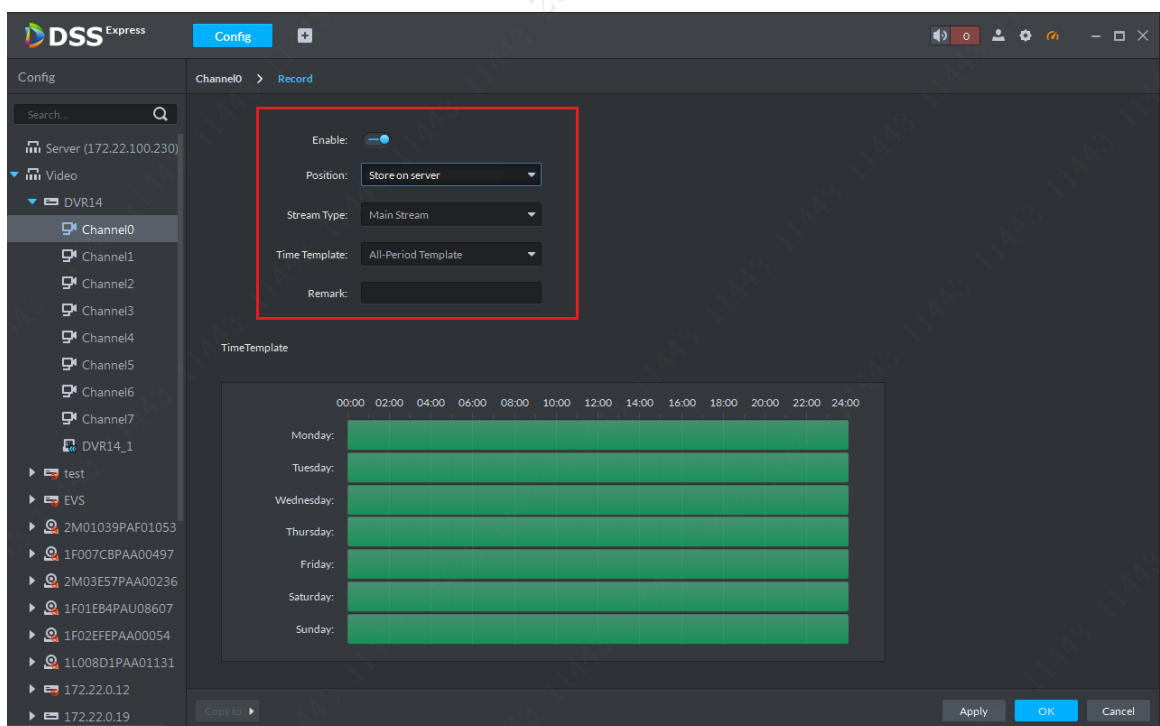 DSS Express
Config
0
Config
Channel0 > Record
Search...
Enable:
Server (172.22.100.230)
Position: Store on server
Video
DVR14
Stream Type: Main Stream
Channel0
Channel1
Time Template: All-Period Template
Channel2
Remark:
Channel3
Channel4
TimeTemplate
Channel5
Channel6
00:00 02:00 04:00 06:00 08:00 10:00 12:00 14:00 16:00 18:00 20:00 22:00 24:00
Channel7
Monday:
DVR14_1
Tuesday:
test
Wednesday:
EVS
2M01039PAF01053
Thursday:
1F007CBPAA00497
Friday:
2M03E57PAA00236
Saturday:
1F01EB4PAU08607
Sunday:
1F02EFEPAA00054
1L008D1PAA01131
172.22.0.12
172.22.0.19
Copy to
Apply
OK
Cancel
11443 11443